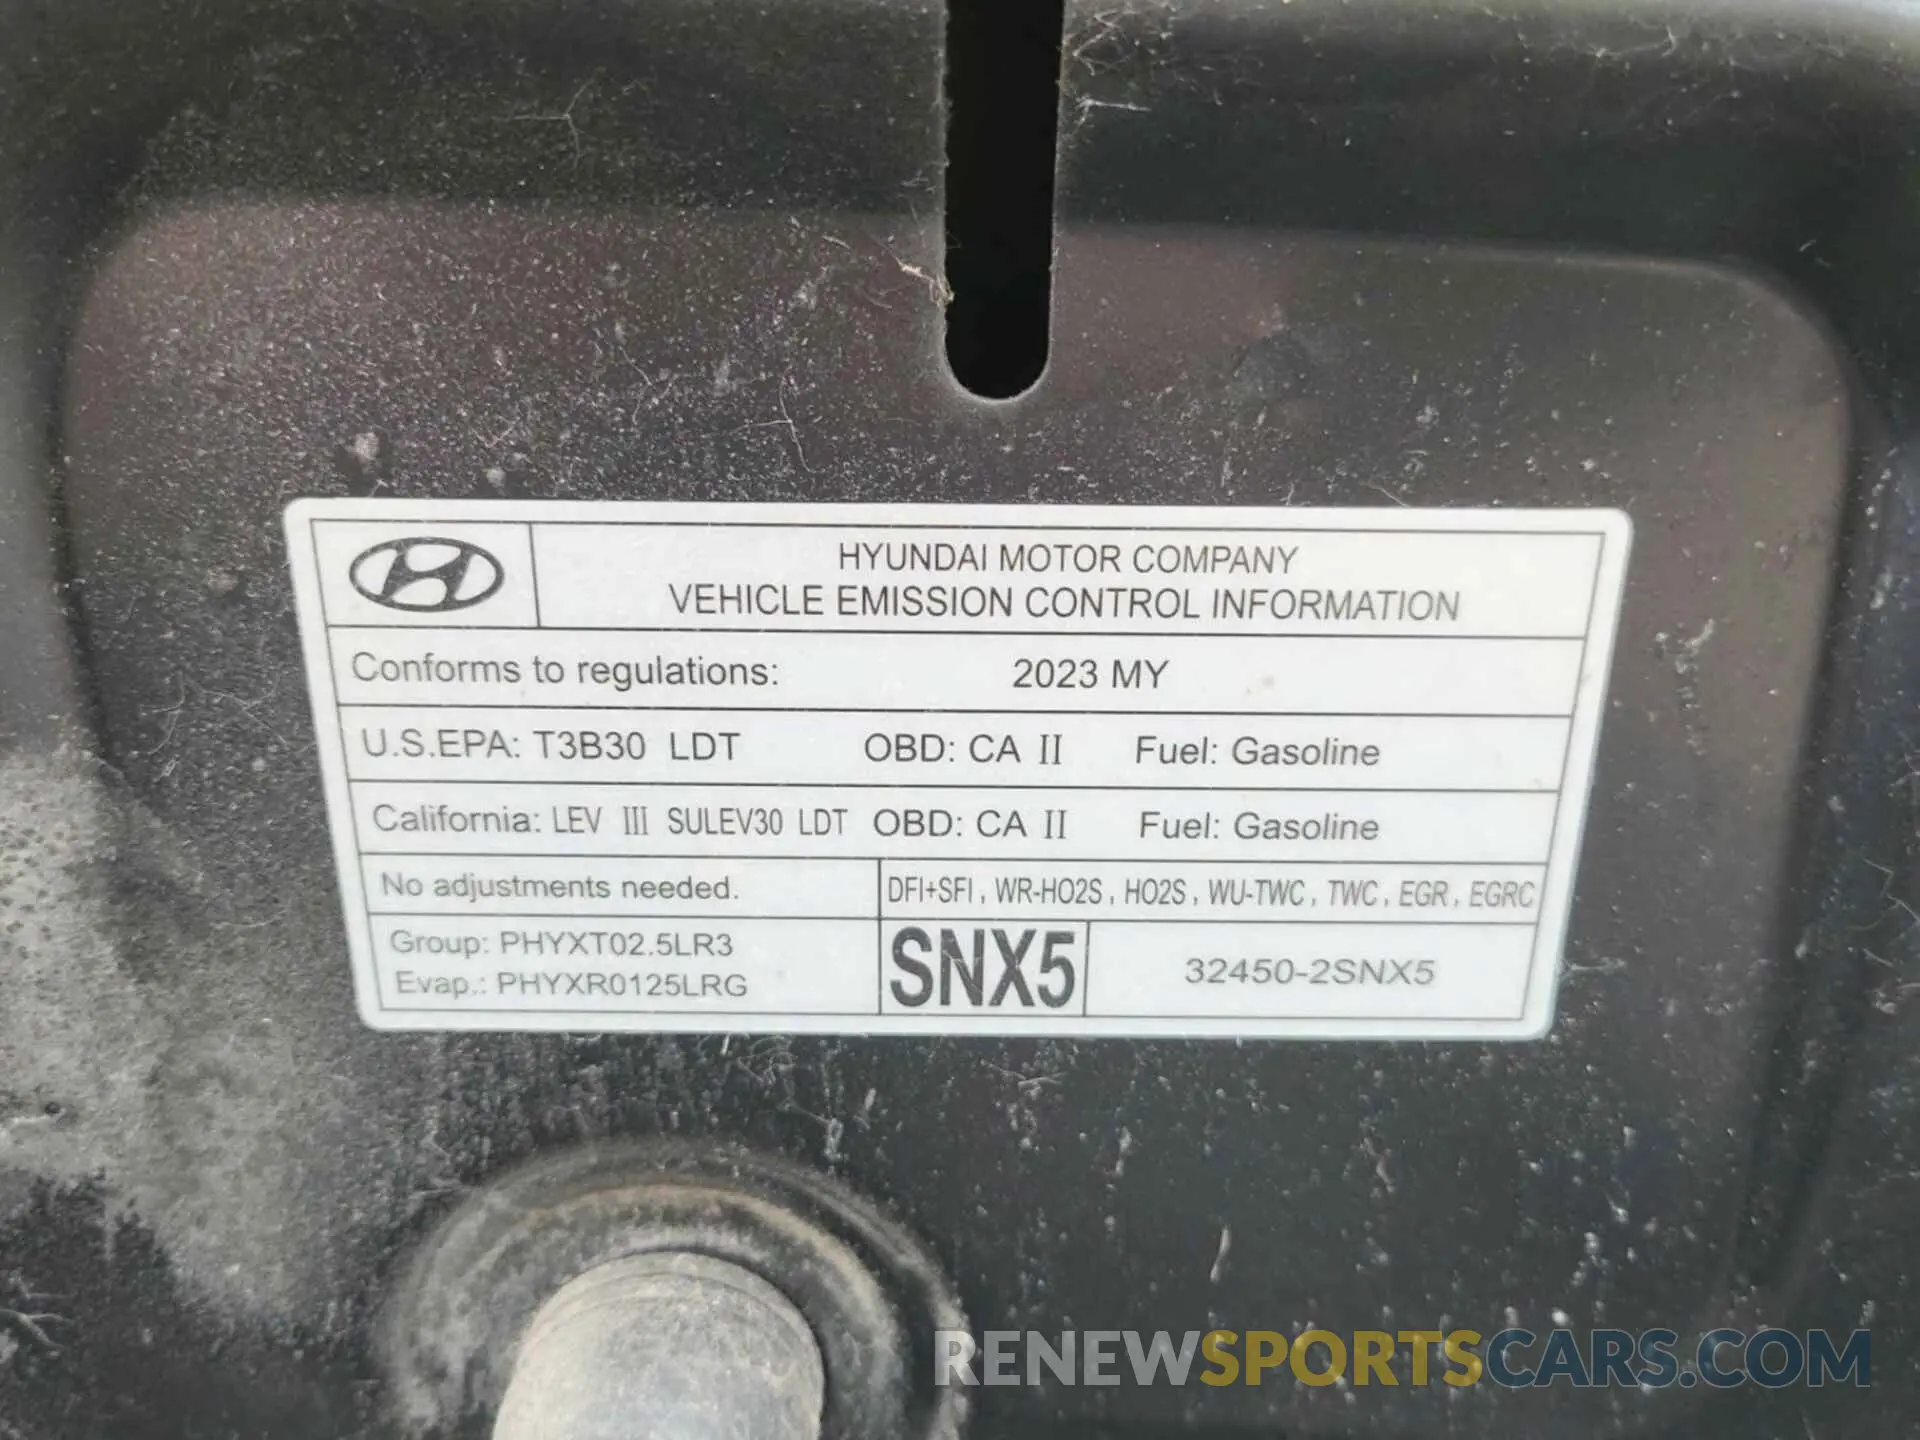 HYUNDAI MOTOR COMPANY
VEHICLE EMISSION CONTROL INFORMATION
Conforms to regulations: 2023 MY
U.S.EPA: T3B30 LDT OBD: CA II Fuel: Gasoline
California: LEV III SULEV30 LDT OBD: CA II Fuel: Gasoline
No adjustments needed. DFI+SFI , WR-HO2S , HO2S , WU-TWC , TWC , EGR , EGRC
Group: PHYXT02.5LR3
Evap.: PHYXR0125LRG
SNX5
32450-2SNX5
RENEWSPORTSCARS.COM